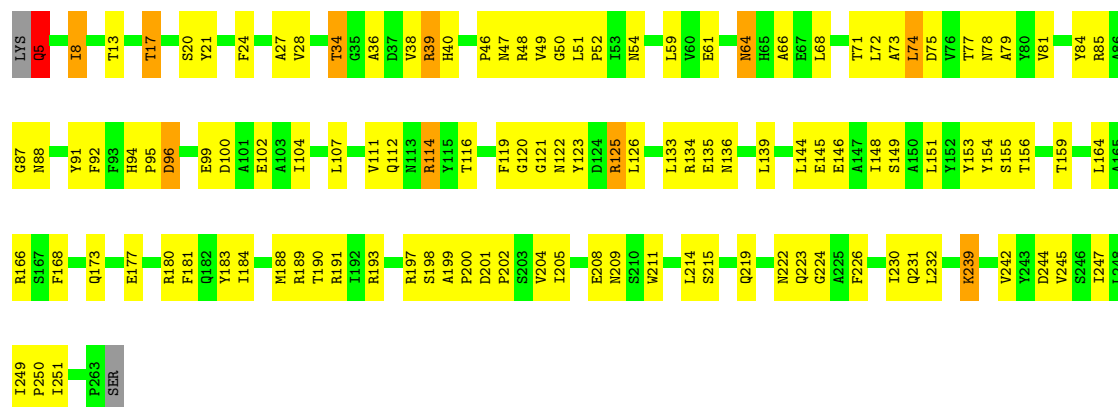 LYS Q5 I8 T13 T17 S20 Y21 F24 A27 V28 T34 G35 A36 D37 V38 R39 H40 P46 N47 R48 V49 G50 L51 P52 I53 N54 L59 V60 E61 N64 H65 A66 E67 L68 T71 L72 A73 L74 D75 V76 T77 N78 A79 Y80 V81 Y84 R85 A86
G87 N88 Y91 F92 F93 H94 P95 D96 E99 D100 A101 E102 A103 I104 L107 V111 Q112 N113 R114 Y115 T116 F119 G120 G121 N122 Y123 D124 R125 L126 L133 R134 E135 N136 L139 L144 E145 E146 A147 I148 S149 A150 L151 Y152 Y153 Y154 S155 T156 T159 L164 A165
R166 S167 F168 Q173 E177 R180 F181 Q182 Y183 I184 M188 R189 T190 R191 I192 R193 R197 S198 A199 P200 D201 P202 S203 V204 I205 E208 N209 S210 W211 L214 S215 Q219 N222 Q223 G224 A225 F226 I230 Q231 L232 K239 V242 Y243 D244 V245 S246 I247 L248
I249 P250 I251 P263 SER